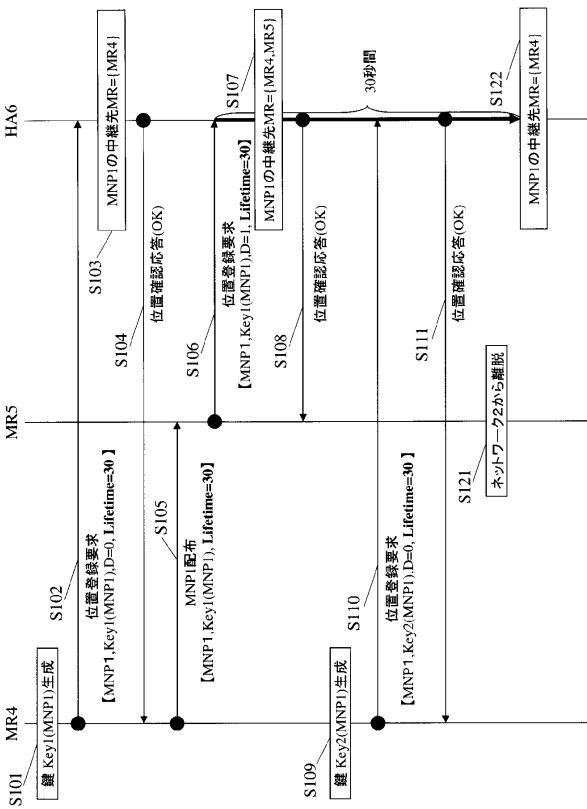 MR4
MR5
HA6
S101
鍵 Key1(MNP1)生成
S102
位置登録要求
【MNP1,Key1(MNP1),D=0, Lifetime=30】
S103
MNP1の中継先MR={MR4}
S104
位置確認応答(OK)
S105
MNP1配布
【MNP1,Key1(MNP1), Lifetime=30】
S106
位置登録要求
【MNP1,Key1(MNP1),D=1, Lifetime=30】
S107
MNP1の中継先MR={MR4,MR5}
30秒間
S108
位置確認応答(OK)
S109
鍵 Key2(MNP1)生成
S110
位置登録要求
【MNP1,Key2(MNP1),D=0, Lifetime=30】
S111
位置確認応答(OK)
S121
ネットワーク2から離脱
S122
MNP1の中継先MR={MR4}